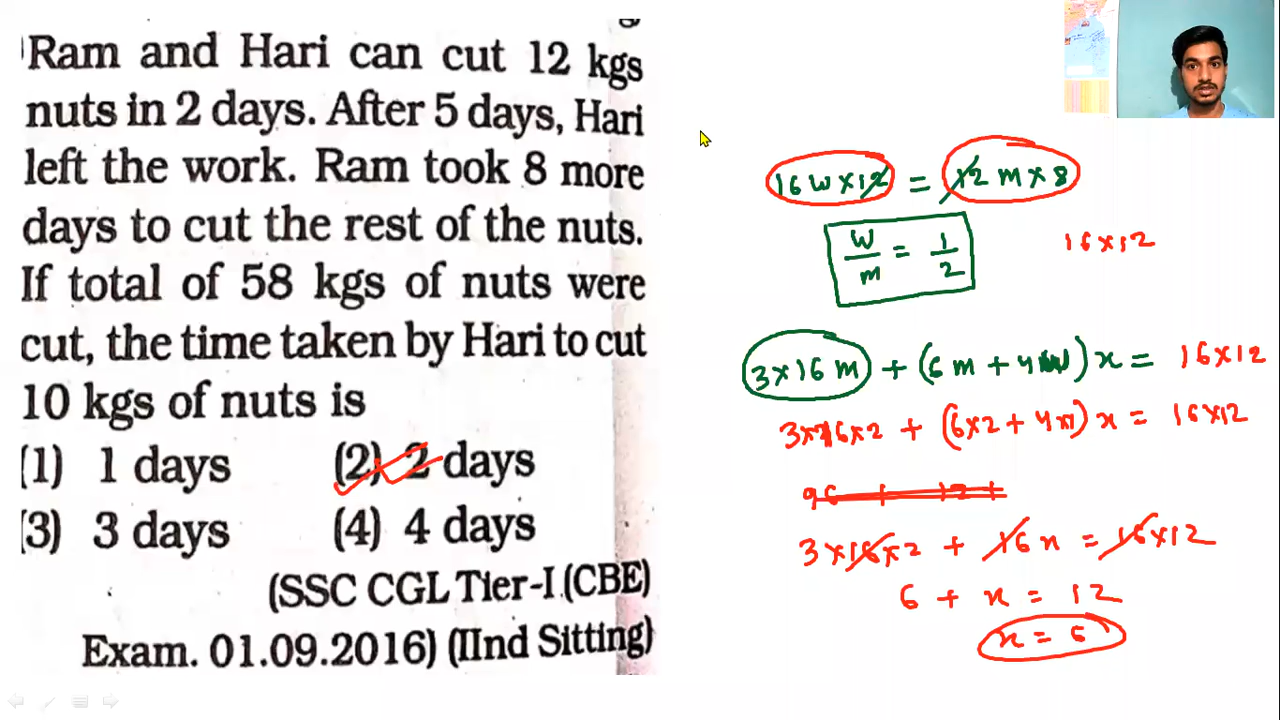 Ram and Hari can cut 12 kgs
nuts in 2 days. After 5 days, Hari
left the work. Ram took 8 more
days to cut the rest of the nuts.
If total of 58 kgs of nuts were
cut, the time taken by Hari to cut
10 kgs of nuts is
(1) 1 days (2) 2 days
(3) 3 days (4) 4 days
(SSC CGL Tier-I (CBE)
Exam. 01.09.2016) (IInd Sitting)
16 W × 12 = 12 m × 8
W/m = 1/2
16×12
3×16 m + (6 m + 4 W) x = 16×12
3×16×2 + (6×2 + 4×1) x = 16×12
3×16×2 + 16x = 16×12
6 + x = 12
x = 6